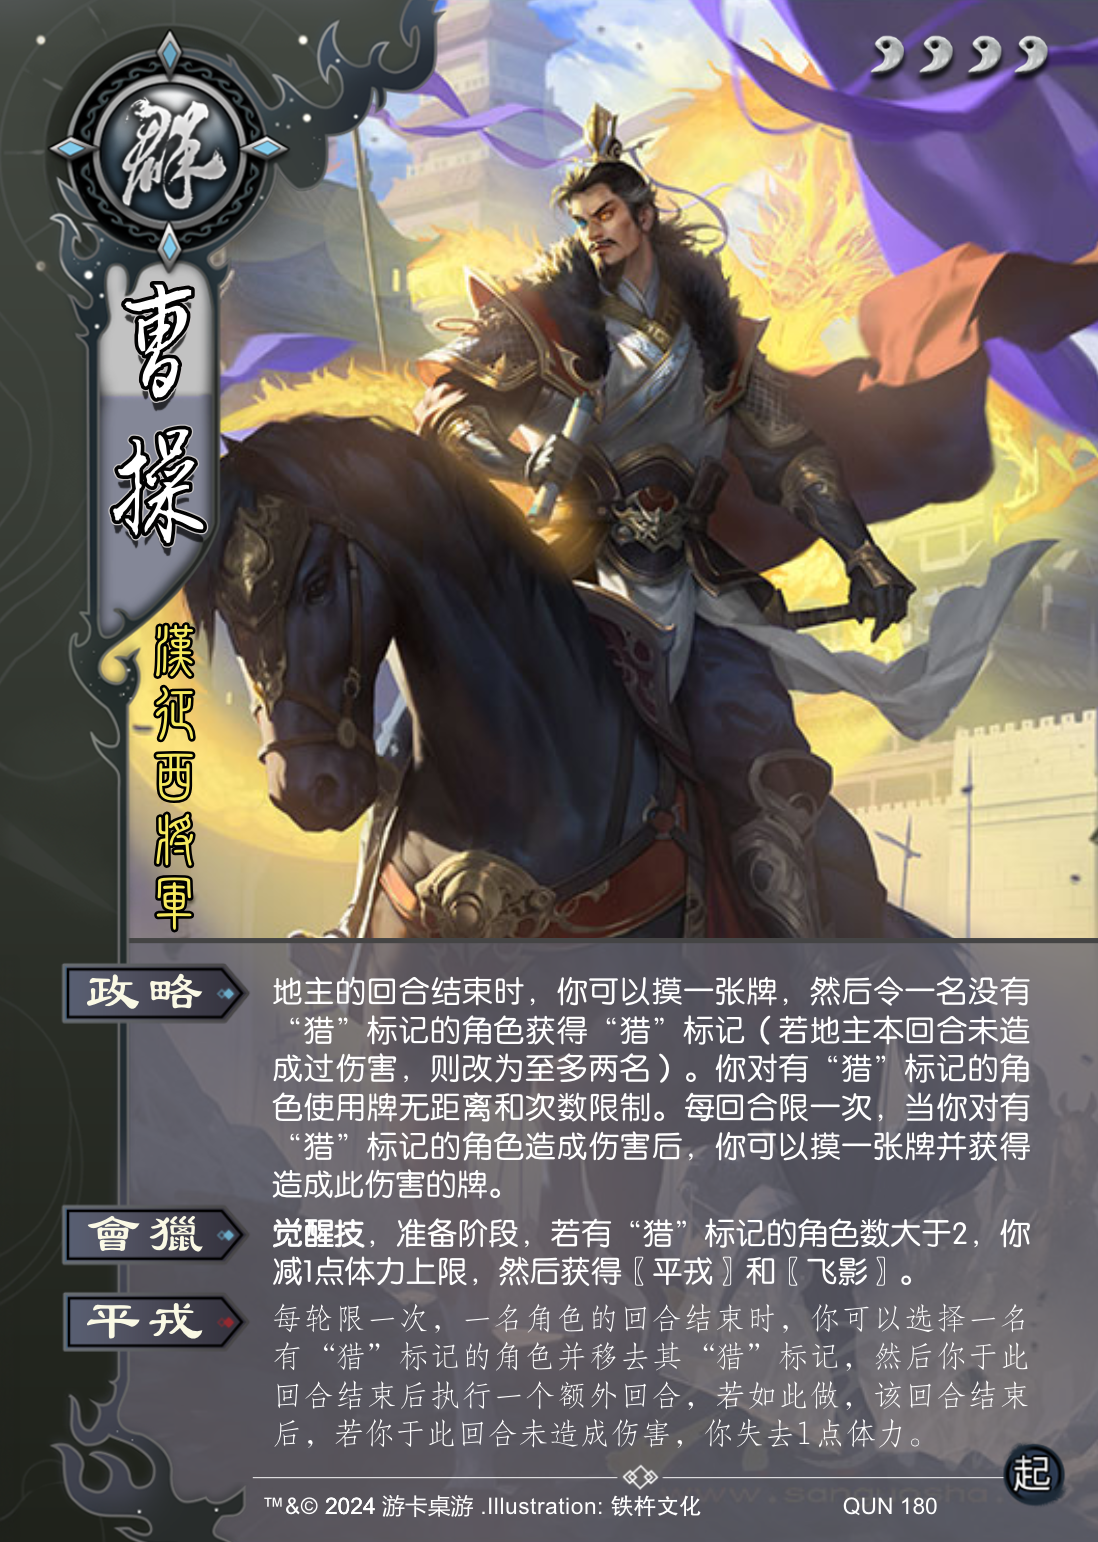 群
曹操
漢征西將軍
政略
地主的回合结束时，你可以摸一张牌，然后令一名没有
“猎”标记的角色获得“猎”标记（若地主本回合未造
成过伤害，则改为至多两名）。你对有“猎”标记的角
色使用牌无距离和次数限制。每回合限一次，当你对有
“猎”标记的角色造成伤害后，你可以摸一张牌并获得
造成此伤害的牌。
會獵
觉醒技，准备阶段，若有“猎”标记的角色数大于2，你
减1点体力上限，然后获得〖平戎〗和〖飞影〗。
平戎
每轮限一次，一名角色的回合结束时，你可以选择一名
有“猎”标记的角色并移去其“猎”标记，然后你于此
回合结束后执行一个额外回合，若如此做，该回合结束
后，若你于此回合未造成伤害，你失去1点体力。
起
™&© 2024 游卡桌游 .Illustration: 铁杵文化
www.sanguosha
QUN 180